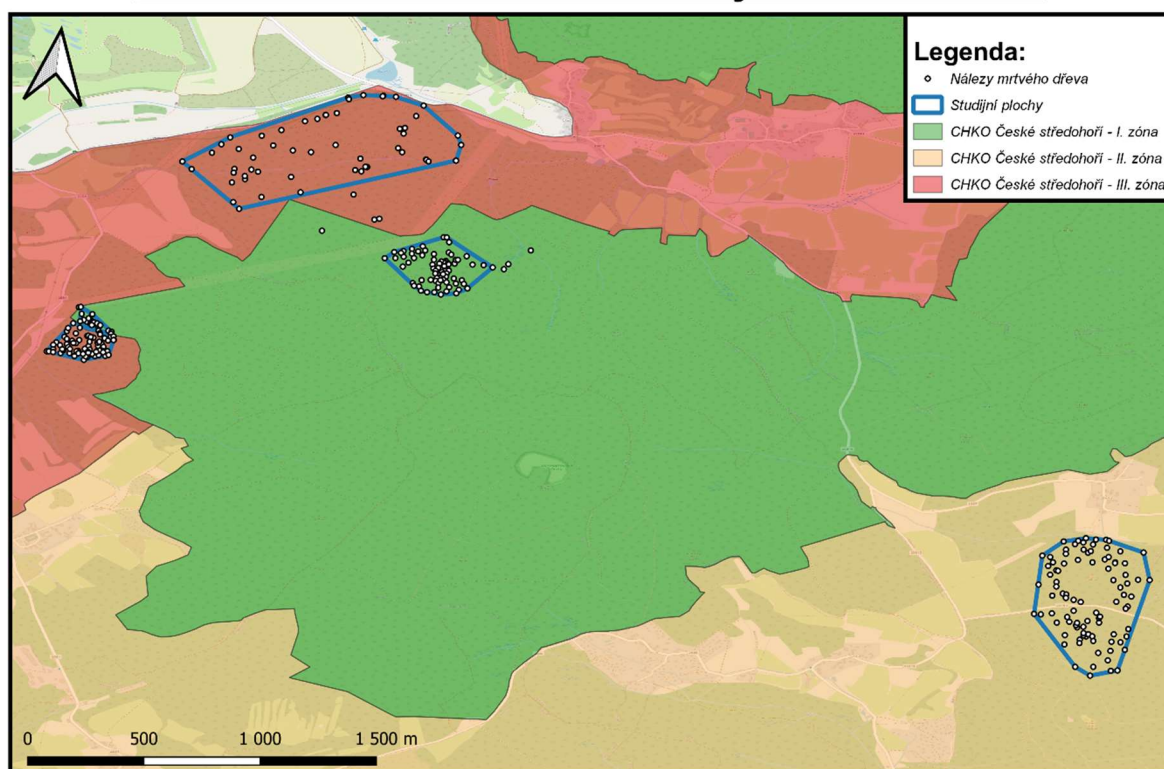 Legenda:
Nálezy mrtvého dřeva
Studijní plochy
CHKO České středohoří - I. zóna
CHKO České středohoří - II. zóna
CHKO České středohoří - III. zóna
0 500 1 000 1 500 m